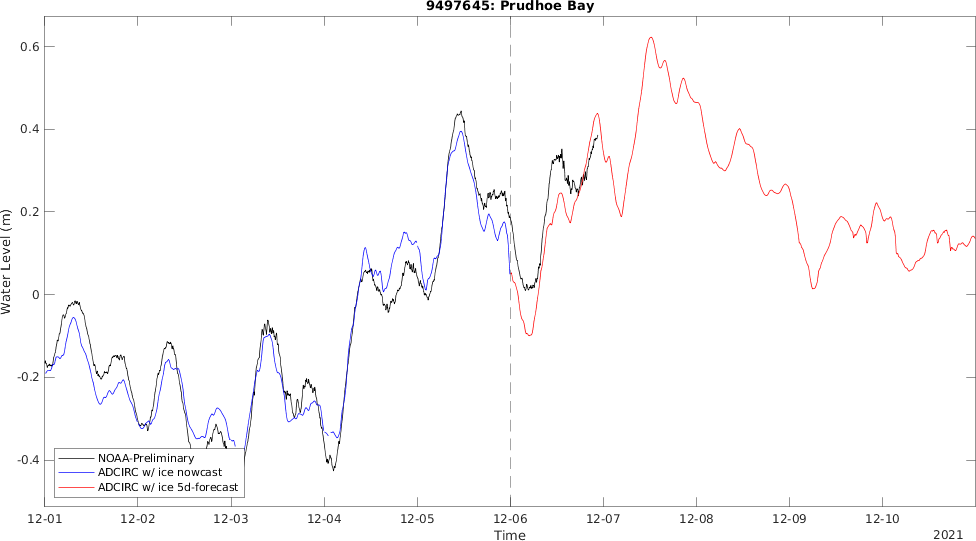 9497645: Prudhoe Bay
0.6
0.4
0.2
0
-0.2
-0.4
Water Level (m)
NOAA-Preliminary
ADCIRC w/ ice nowcast
ADCIRC w/ ice 5d-forecast
12-01 12-02 12-03 12-04 12-05 12-06 12-07 12-08 12-09 12-10
Time
2021